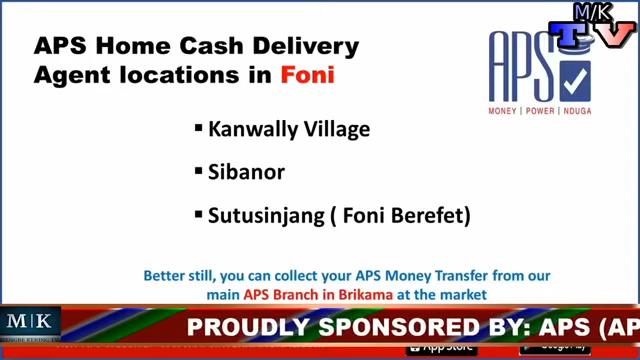 M/K
TV
APS Home Cash Delivery
Agent locations in Foni
APS
MONEY | POWER | NDUGA
▪ Kanwally Village
▪ Sibanor
▪ Sutusinjang ( Foni Berefet)
Better still, you can collect your APS Money Transfer from our
main APS Branch in Brikama at the market
M|K
PROUDLY SPONSORED BY: APS (AP
App Store